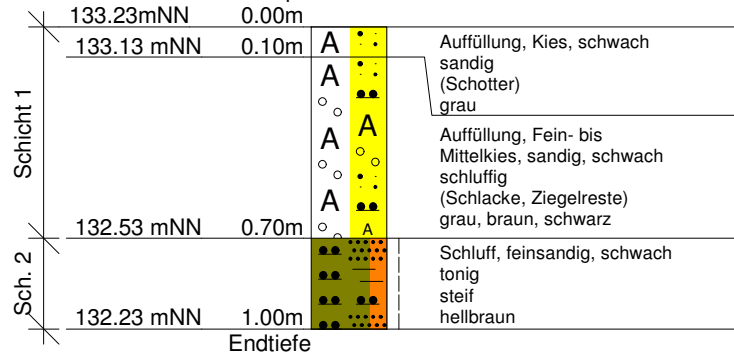 133.23mNN 0.00m
133.13 mNN 0.10m
Auffüllung, Kies, schwach
sandig
(Schotter)
grau
Schicht 1
A
A
A
A
A
A
Auffüllung, Fein- bis
Mittelkies, sandig, schwach
schluffig
(Schlacke, Ziegelreste)
grau, braun, schwarz
132.53 mNN 0.70m
Sch. 2
Schluff, feinsandig, schwach
tonig
steif
hellbraun
132.23 mNN 1.00m
Endtiefe